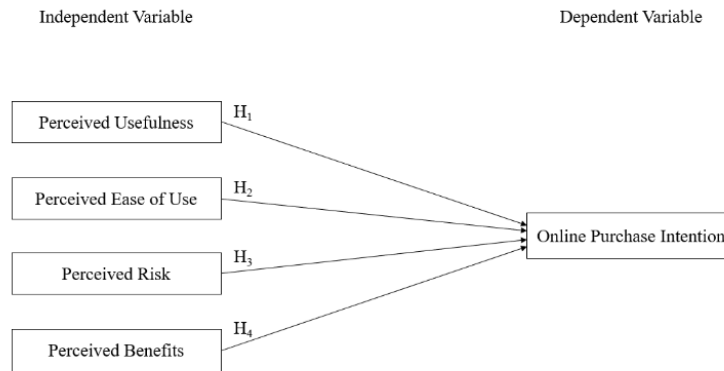 Independent Variable
Dependent Variable
H₁
Perceived Usefulness
H₂
Perceived Ease of Use
Online Purchase Intention
H₃
Perceived Risk
H₄
Perceived Benefits